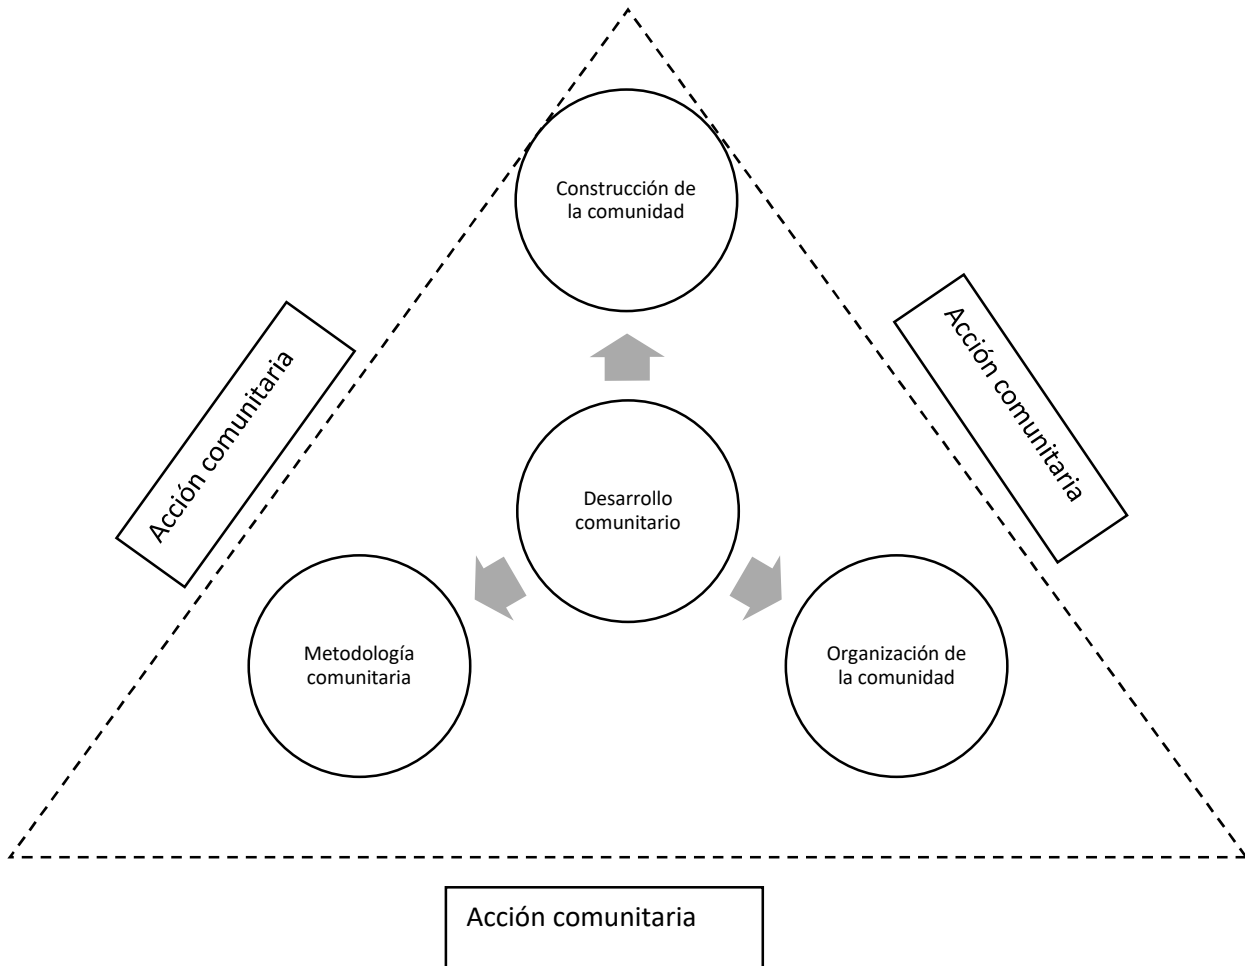 Construcción de
la comunidad
Acción comunitaria
Acción comunitaria
Desarrollo
comunitario
Metodología
comunitaria
Organización de
la comunidad
Acción comunitaria